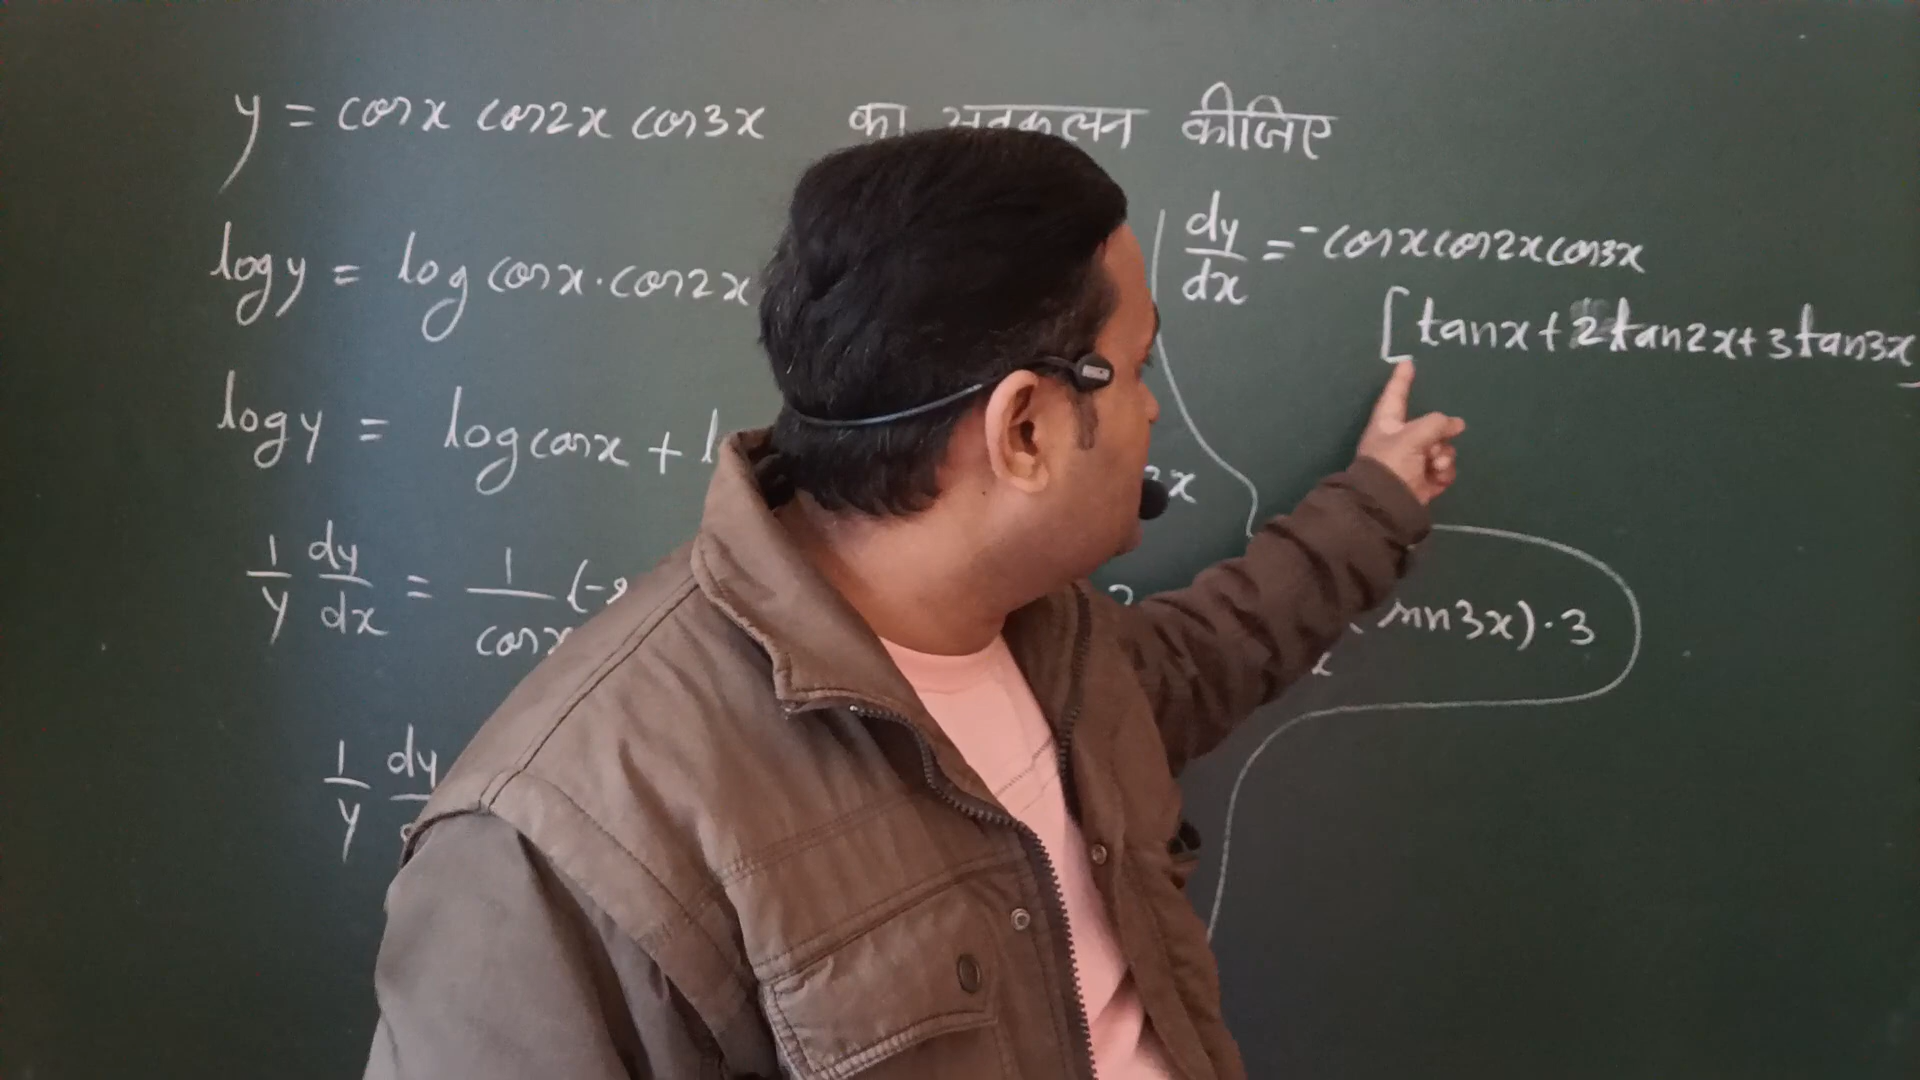 y = cosx cos2x cos3x का अवकलन कीजिए
logy = log cosx.cos2x
logy = logcosx +
1/y dy/dx = 1/cosx
sin3x)·3
1/y dy
dy/dx = -cosxcos2xcos3x
[tanx+2tan2x+3tan3x]